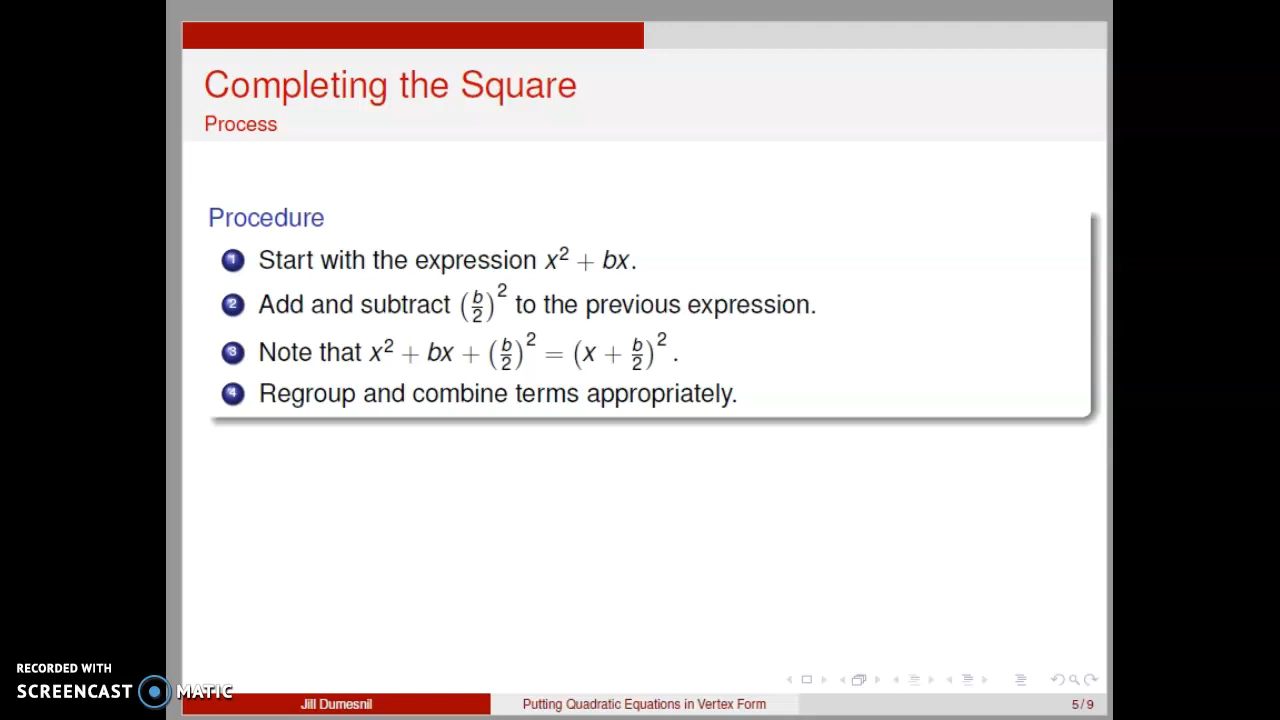 Completing the Square
Process
Procedure
1 Start with the expression x² + bx.
2 Add and subtract (b/2)² to the previous expression.
3 Note that x² + bx + (b/2)² = (x + b/2)².
4 Regroup and combine terms appropriately.
RECORDED WITH
SCREENCAST MATIC
Jill Dumesnil Putting Quadratic Equations in Vertex Form 5/9